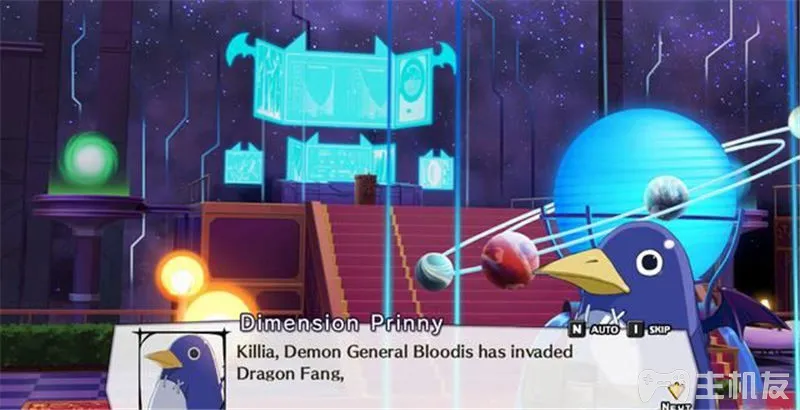 Dimension Prinny
N AUTO I SKIP
Killia, Demon General Bloodis has invaded
Dragon Fang,
NEXT
主机友